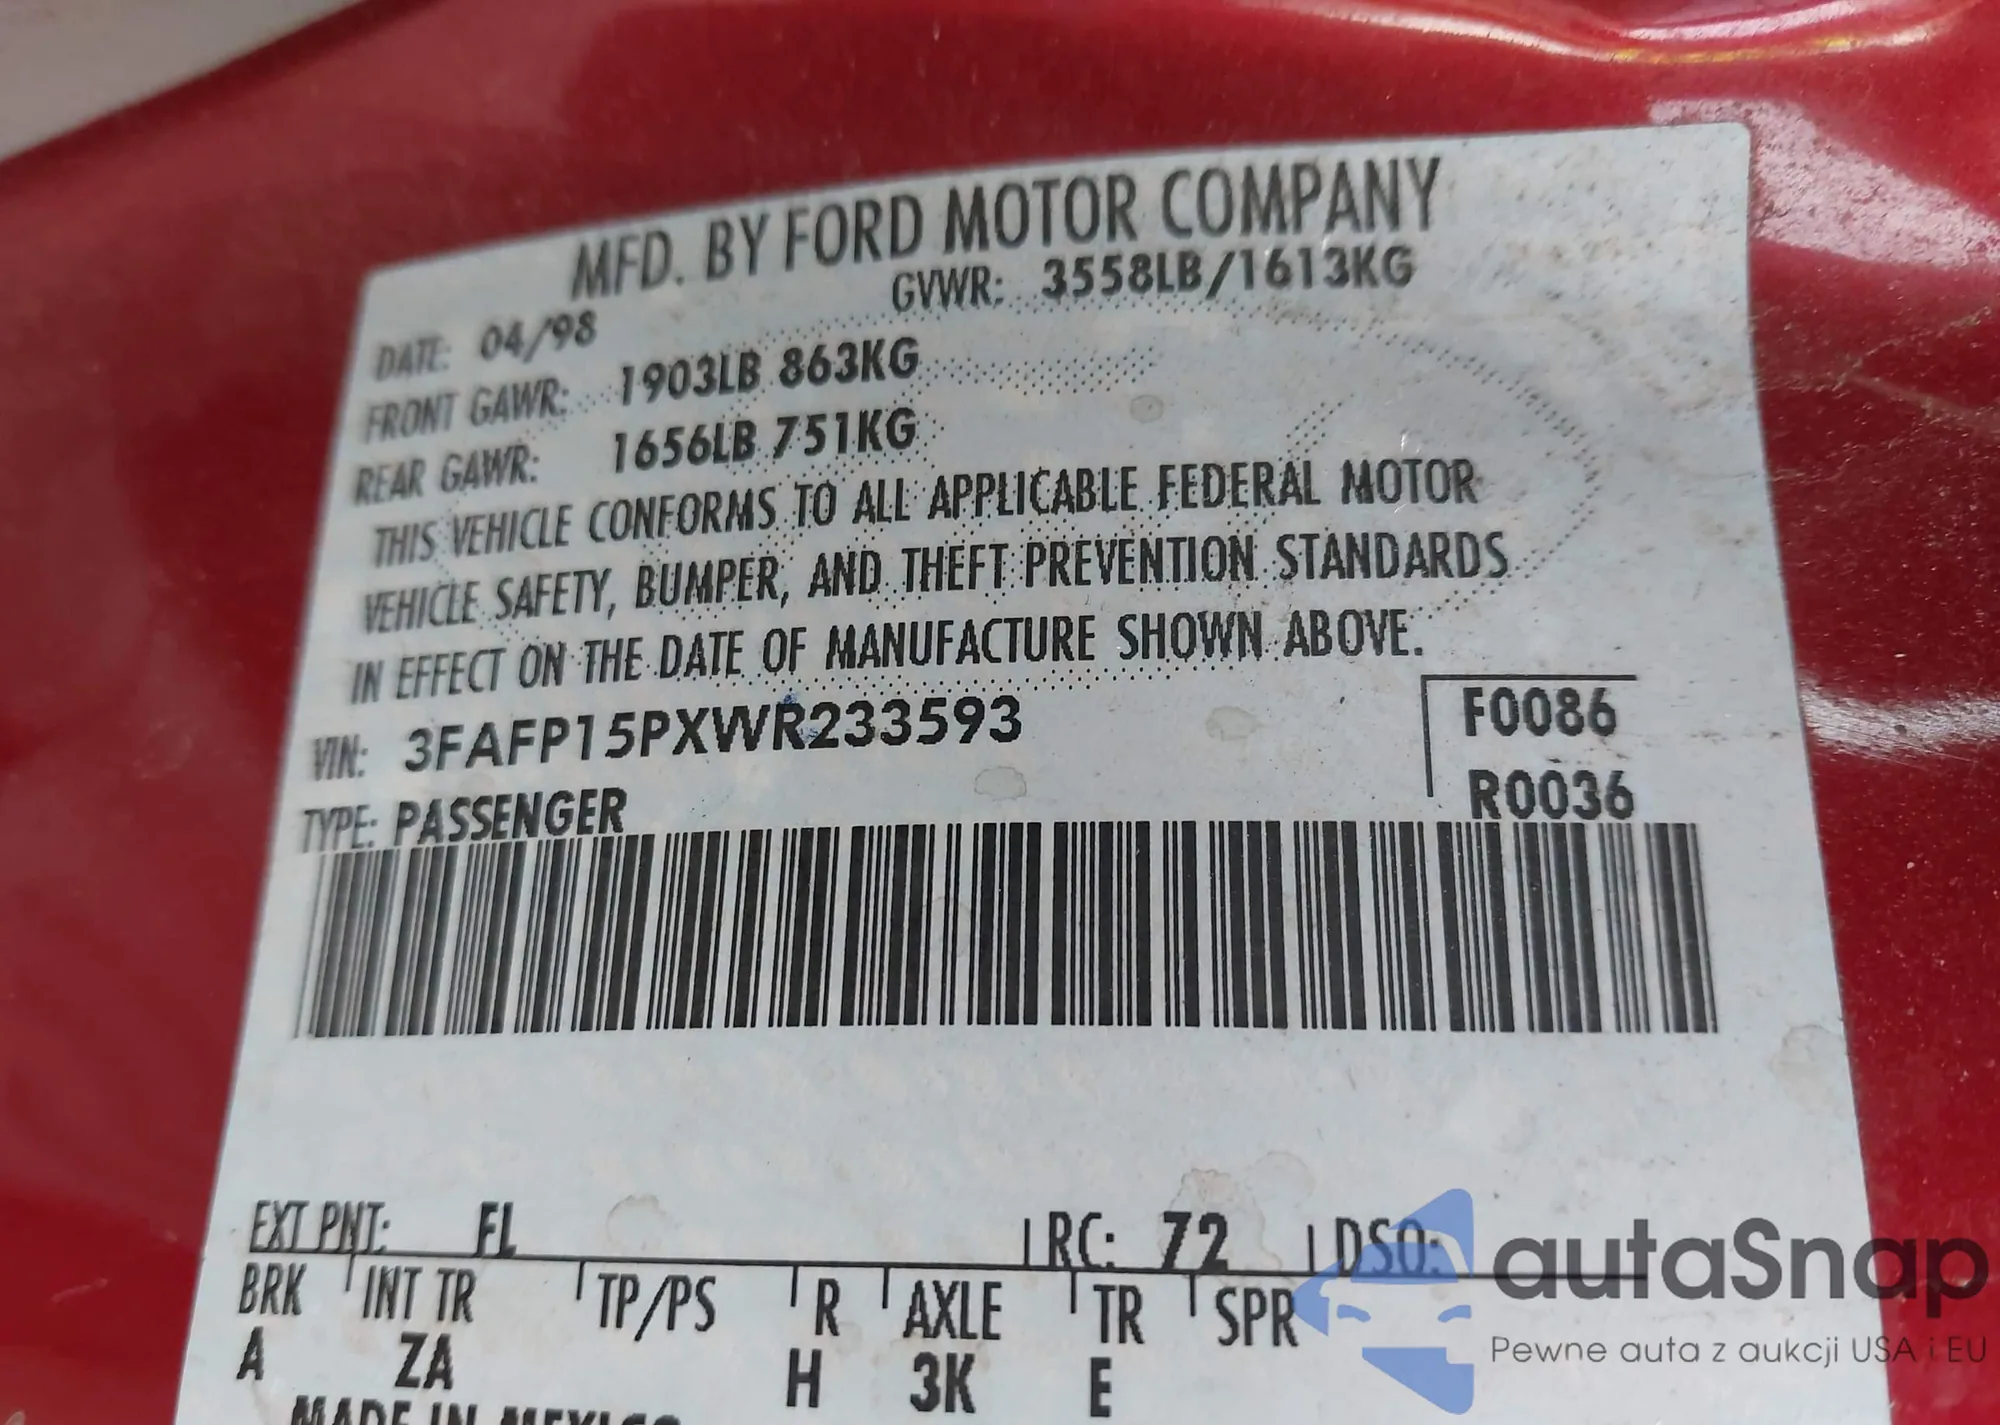 MFD. BY FORD MOTOR COMPANY
DATE: 04/98 GVWR: 3558LB/1613KG
FRONT GAWR: 1903LB 863KG
REAR GAWR: 1656LB 751KG
THIS VEHICLE CONFORMS TO ALL APPLICABLE FEDERAL MOTOR
VEHICLE SAFETY, BUMPER, AND THEFT PREVENTION STANDARDS
IN EFFECT ON THE DATE OF MANUFACTURE SHOWN ABOVE.
VIN: 3FAFP15PXWR233593 F0086
TYPE: PASSENGER R0036
EXT PNT: FL RC: 72 DSO:
BRK INT TR TP/PS R AXLE TR SPR
A ZA H 3K E
MADE IN MEXICO
autaSnap
Pewne auta z aukcji USA i EU